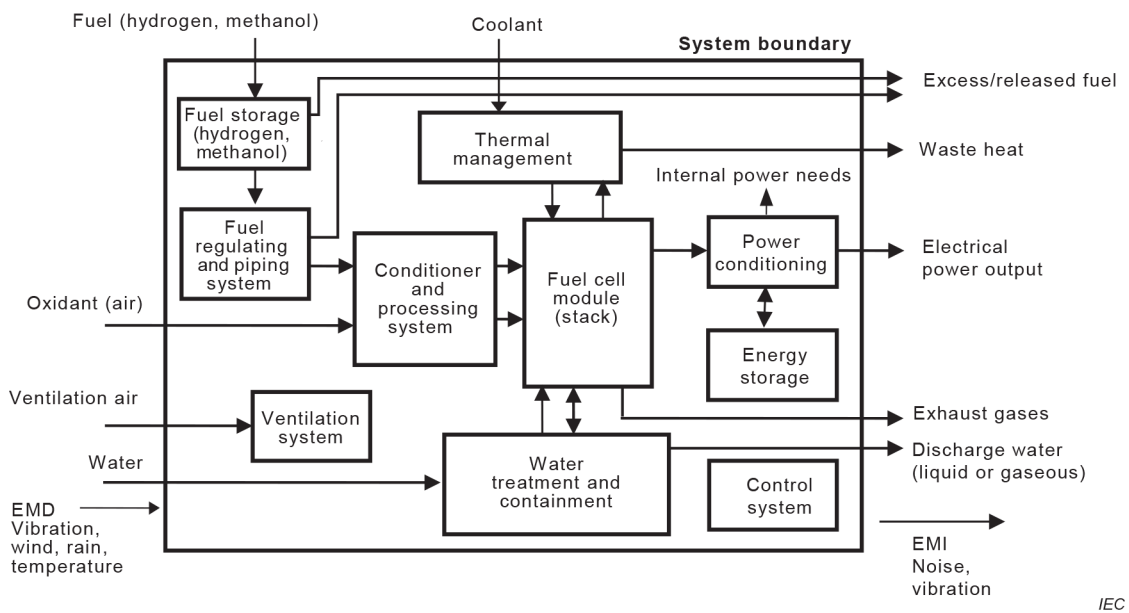 Fuel (hydrogen, methanol)
Coolant
System boundary
Excess/released fuel
Fuel storage
(hydrogen,
methanol)
Thermal
management
Waste heat
Internal power needs
Fuel
regulating
and piping
system
Conditioner
and
processing
system
Fuel cell
module
(stack)
Power
conditioning
Electrical
power output
Oxidant (air)
Energy
storage
Ventilation air
Ventilation
system
Exhaust gases
Water
Water
treatment and
containment
Discharge water
(liquid or gaseous)
Control
system
EMD
Vibration,
wind, rain,
temperature
EMI
Noise,
vibration
IEC